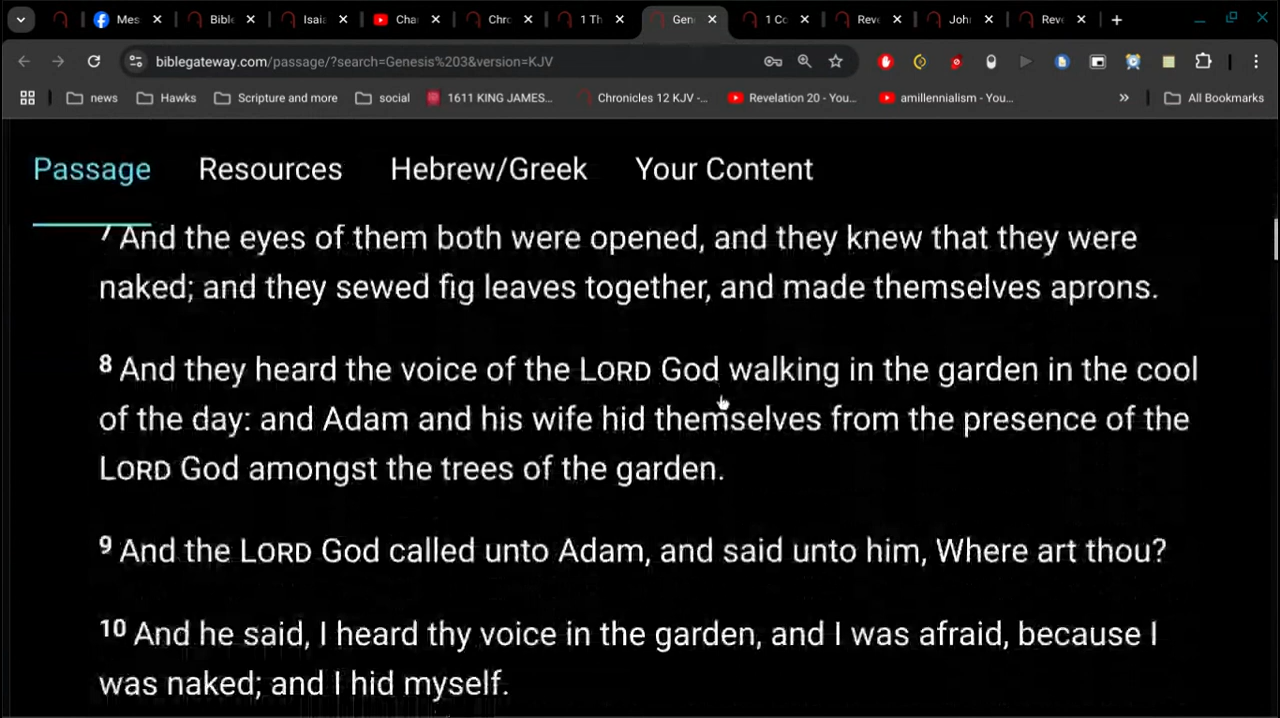 Mes
Bibl
Isaia
Cha
Chro
1 Th
Gen
1 Co
Reve
Joh
Reve
biblegateway.com/passage/?search=Genesis%203&version=KJV
news
Hawks
Scripture and more
social
1611 KING JAMES...
Chronicles 12 KJV -...
Revelation 20 - You...
amillennialism - You...
»
All Bookmarks
Passage
Resources
Hebrew/Greek
Your Content
7 And the eyes of them both were opened, and they knew that they were
naked; and they sewed fig leaves together, and made themselves aprons.
8 And they heard the voice of the LORD God walking in the garden in the cool
of the day: and Adam and his wife hid themselves from the presence of the
LORD God amongst the trees of the garden.
9 And the LORD God called unto Adam, and said unto him, Where art thou?
10 And he said, I heard thy voice in the garden, and I was afraid, because I
was naked; and I hid myself.